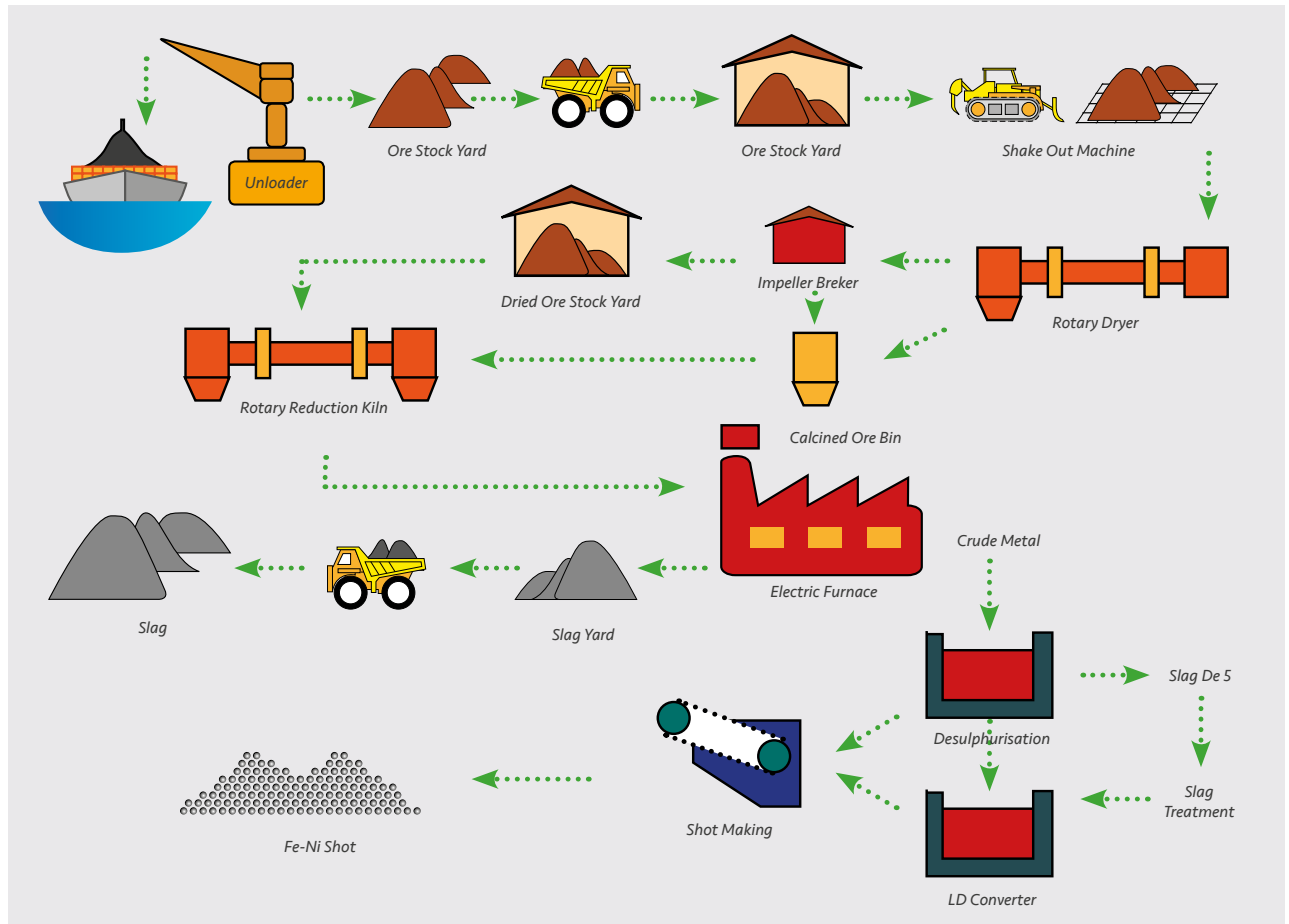 Unloader
Ore Stock Yard
Ore Stock Yard
Shake Out Machine
Dried Ore Stock Yard
Impeller Breker
Rotary Dryer
Rotary Reduction Kiln
Calcined Ore Bin
Slag
Slag Yard
Electric Furnace
Crude Metal
Desulphurisation
Slag De 5
Slag
Treatment
LD Converter
Shot Making
Fe-Ni Shot